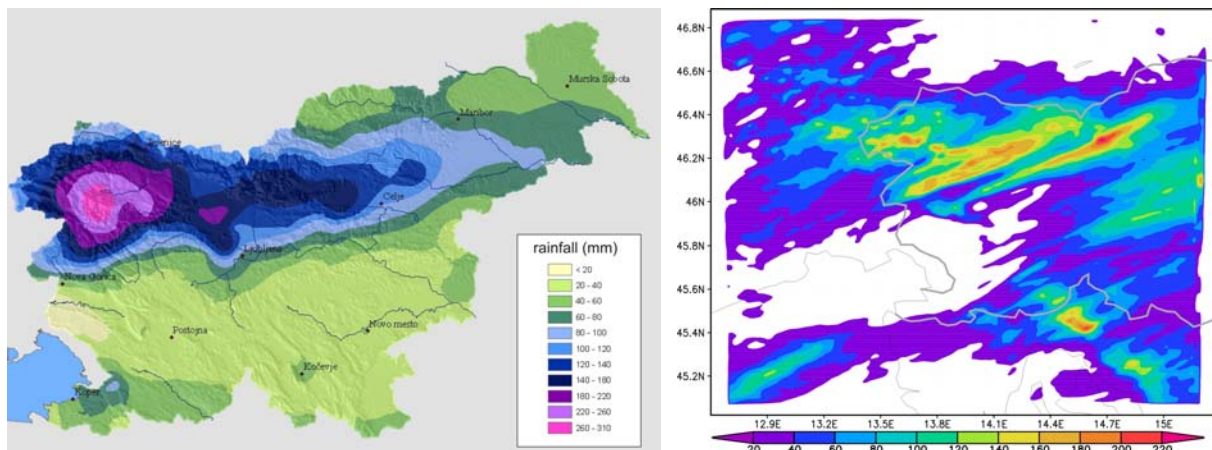 Jesenice
Murska Sobota
Maribor
Celje
Ljubljana
Nova Gorica
Postojna
Novo mesto
Kočevje
Koper
rainfall (mm)
< 20
20 - 40
40 - 60
60 - 80
80 - 100
100 - 120
120 - 140
140 - 180
180 - 220
220 - 260
260 - 310
46.8N
46.6N
46.4N
46.2N
46N
45.8N
45.6N
45.4N
45.2N
12.9E 13.2E 13.5E 13.8E 14.1E 14.4E 14.7E 15E
20 40 60 80 100 120 140 160 180 200 220